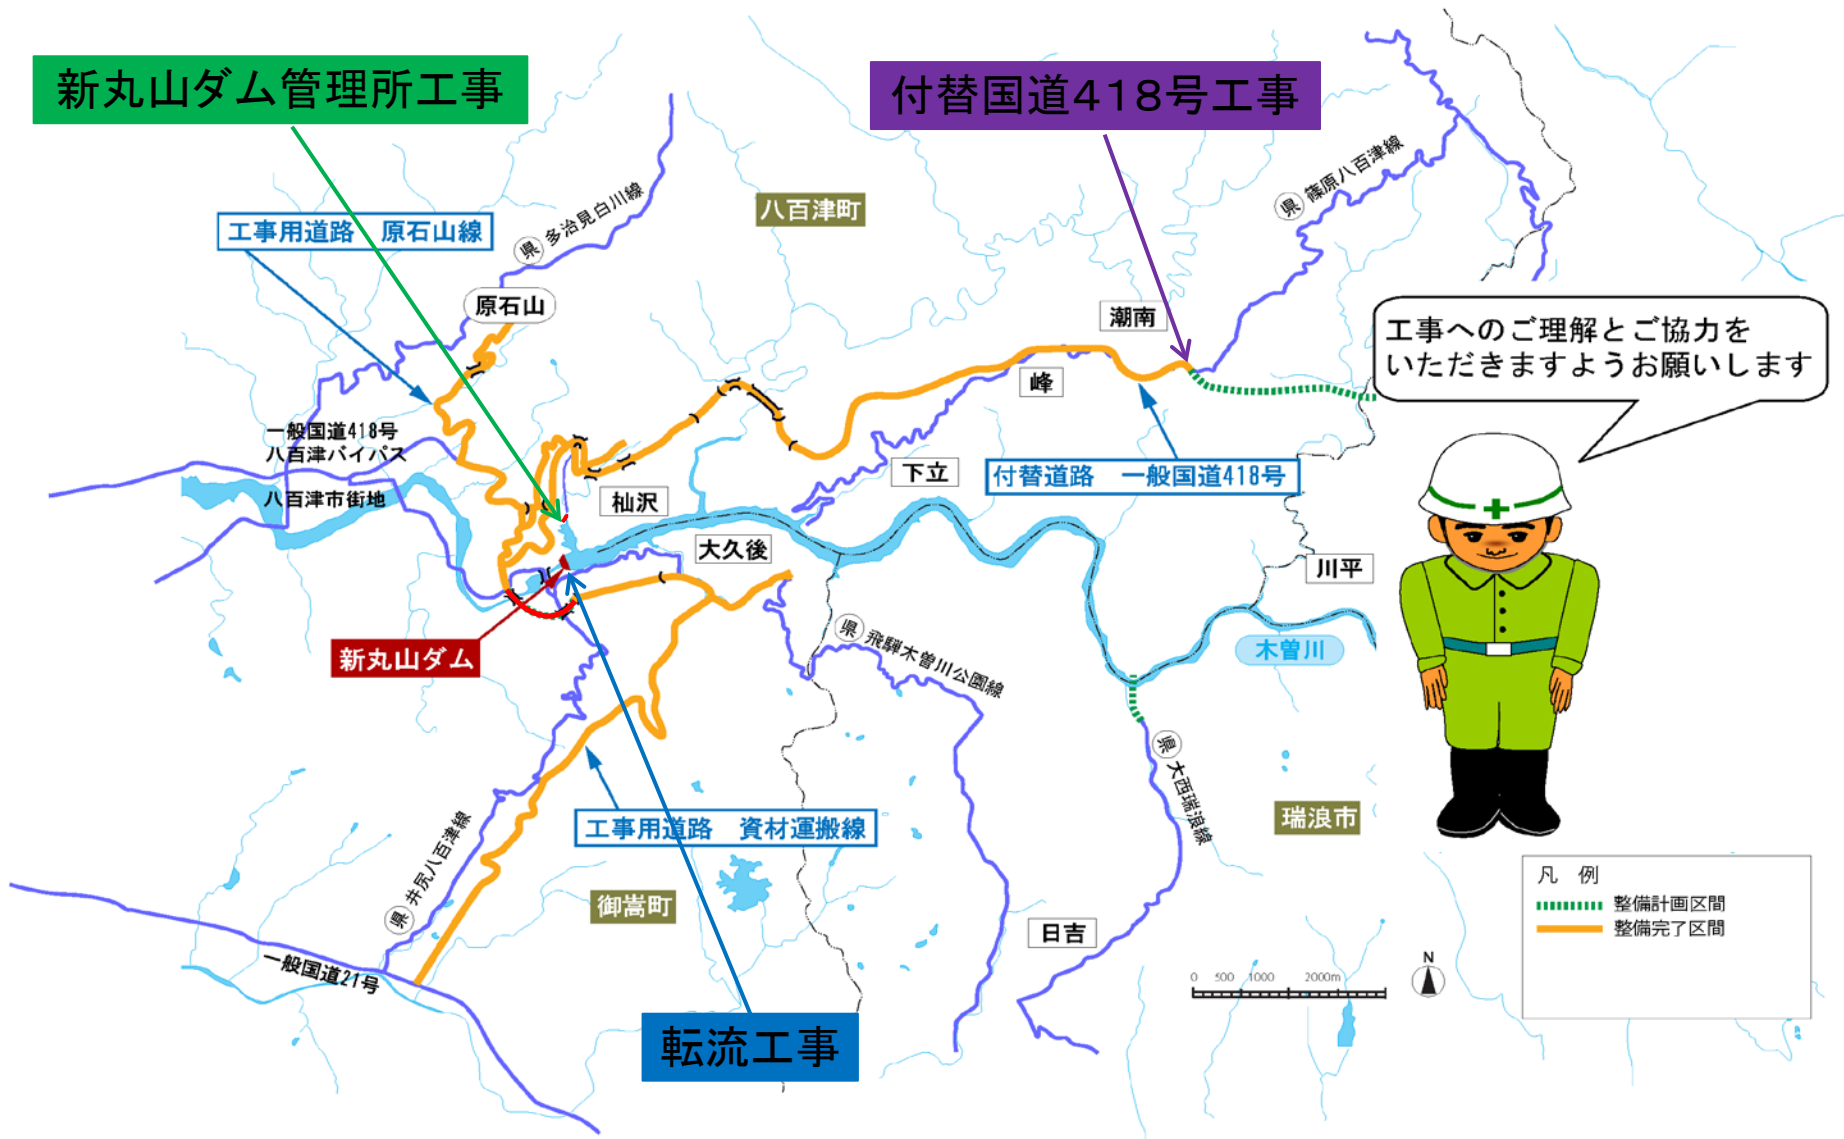 新丸山ダム管理所工事
付替国道418号工事
県 篠原八百津線
県 多治見白川線
八百津町
工事用道路　原石山線
原石山
潮南
工事へのご理解とご協力を
いただきますようお願いします
峰
一般国道418号
八百津バイパス
下立
付替道路　一般国道418号
八百津市街地
杣沢
大久後
川平
県 飛騨木曽川公園線
木曽川
新丸山ダム
県 大西瑞浪線
工事用道路　資材運搬線
瑞浪市
県 井尻八百津線
御嵩町
凡　例
整備計画区間
整備完了区間
日吉
一般国道21号
N
0 500 1000 2000m
転流工事